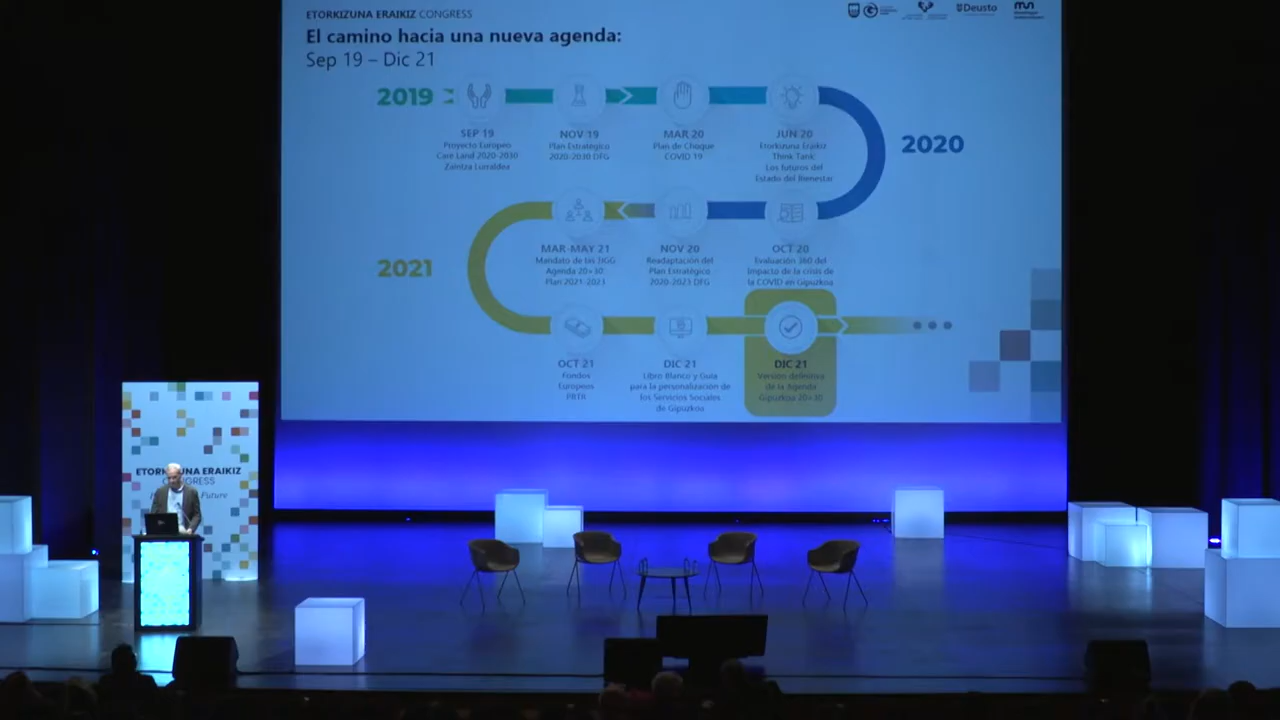 ETORKIZUNA ERAIKIZ CONGRESS
El camino hacia una nueva agenda:
Sep 19 – Dic 21
Deusto
2019
SEP 19
Proyecto Europeo
Care Land 2020-2030
Zaintza Lurraldea
NOV 19
Plan Estratégico
2020-2030 DFG
MAR 20
Plan de Choque
COVID 19
JUN 20
Etorkizuna Eraikiz
Think Tank:
Los futuros del
Estado del Bienestar
2020
2021
MAR-MAY 21
Mandato de las JJGG
Agenda 20+30
Plan 2021-2023
NOV 20
Readaptación del
Plan Estratégico
2020-2023 DFG
OCT 20
Evaluación 360 del
impacto de la crisis de
la COVID en Gipuzkoa
OCT 21
Fondos
Europeos
PRTR
DIC 21
Libro Blanco y Guía
para la personalización de
los Servicios Sociales
de Gipuzkoa
DIC 21
Versión definitiva
de la Agenda
Gipuzkoa 20+30
ETORKIZUNA ERAIKIZ
CONGRESS
Future